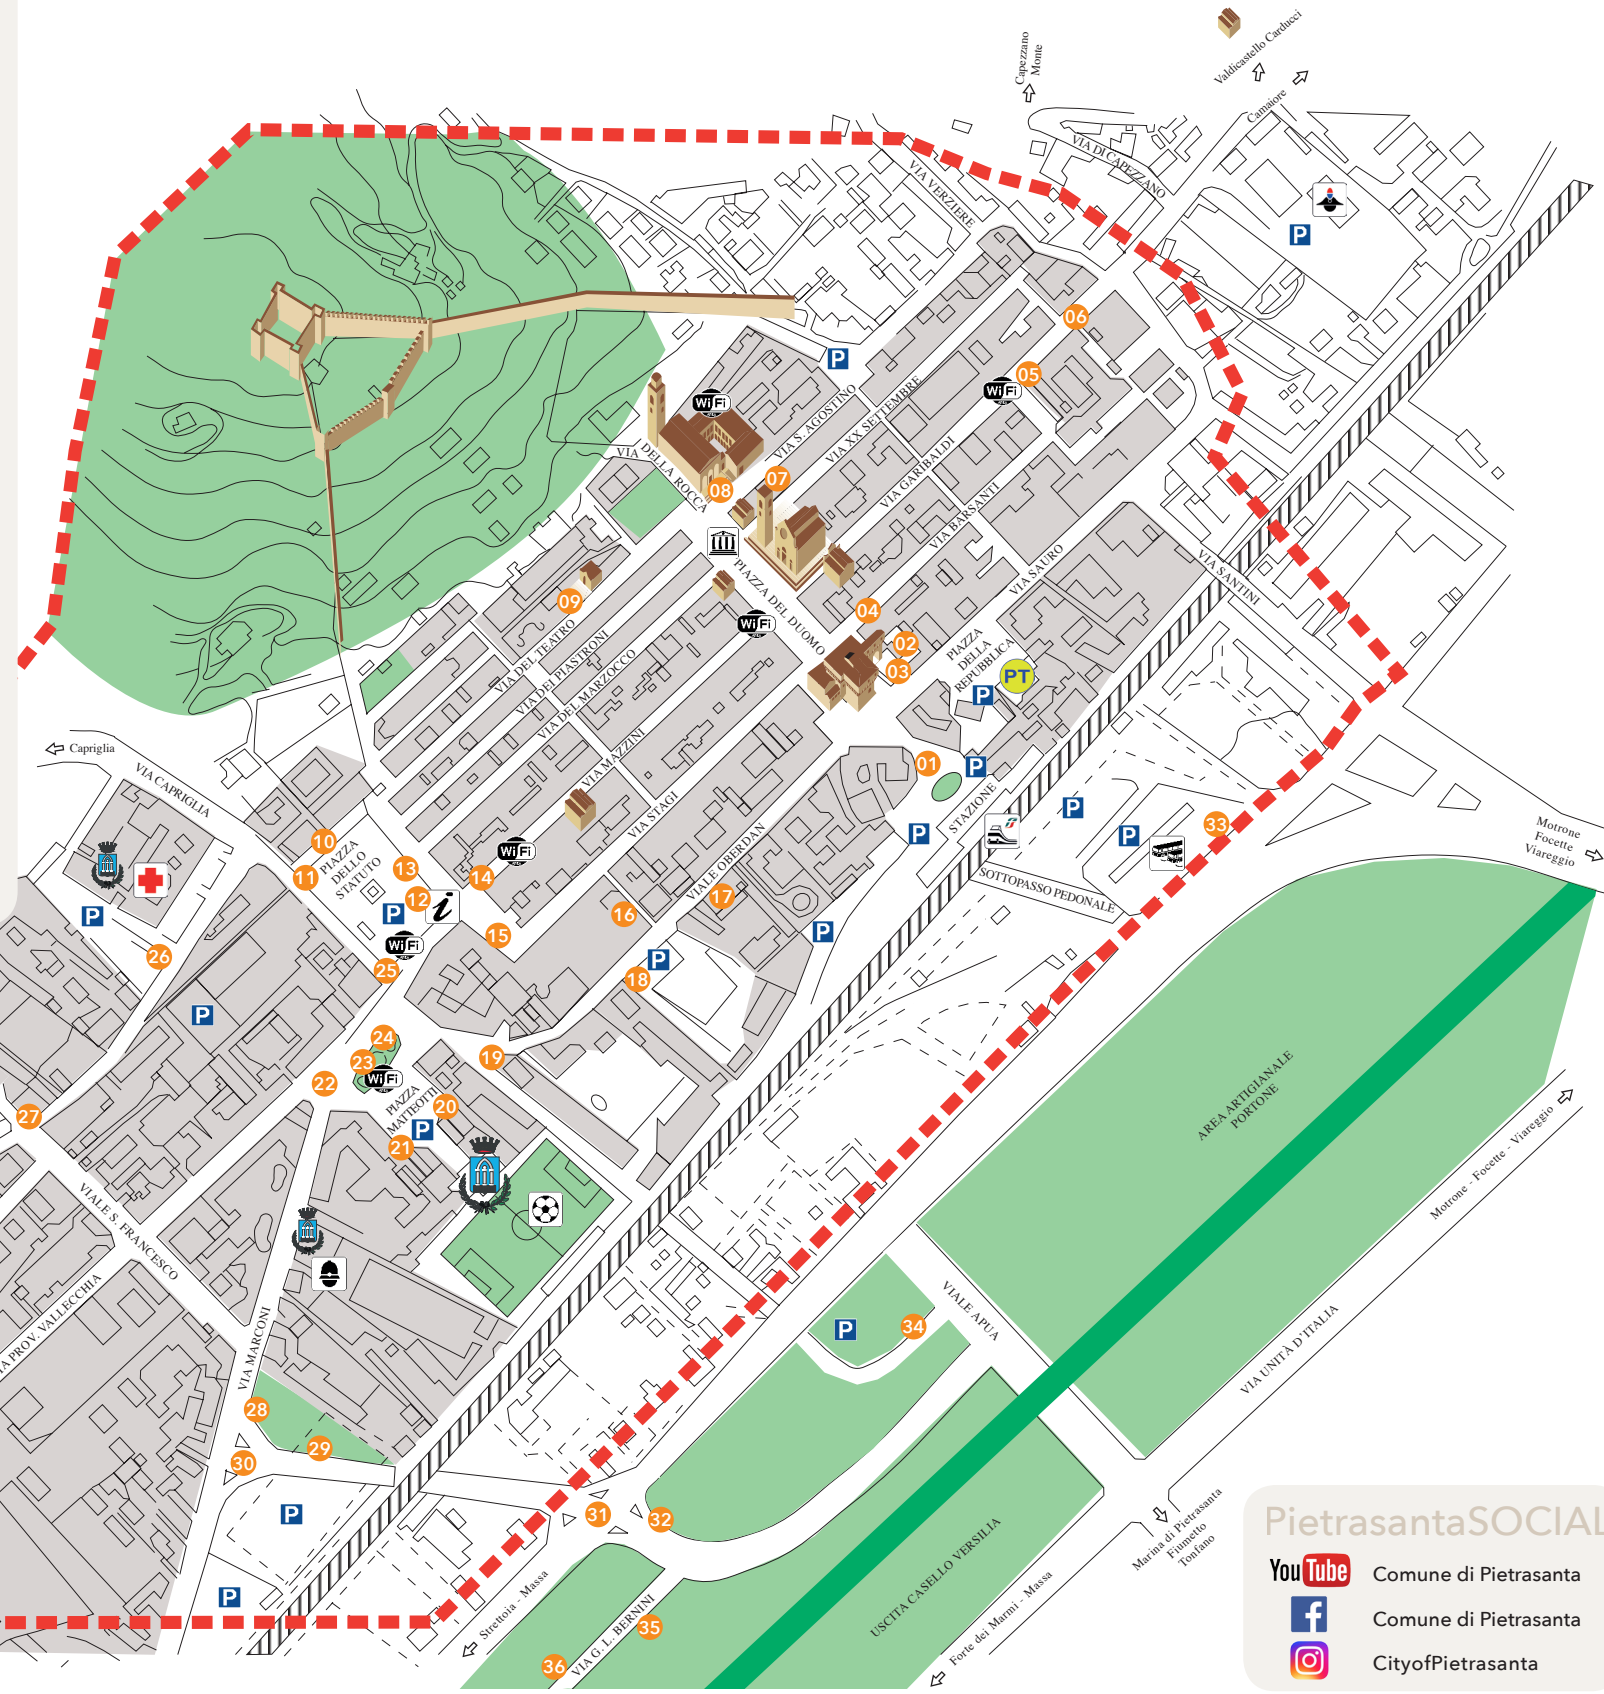 Valdicastello Carducci
Capezzano
Monte
Camaiore
VIA DI CAPEZZANO
VIA VERZIERE
P
P
06
05
WiFi
WiFi
VIA S. AGOSTINO
VIA XX SETTEMBRE
VIA GARIBALDI
VIA BARSANTI
VIA SAURO
VIA SANTINI
VIA DELLA ROCCA
08
07
PIAZZA DEL DUOMO
09
WiFi
04
02
03
PIAZZA
DELLA
REPUBBLICA
PT
P
VIA DEL TEATRO
VIA DEI PIASTRONI
VIA DEL MARZOCCO
VIA MAZZINI
VIA STAGI
VIALE OBERDAN
Capriglia
VIA CAPRIGLIA
01
P
STAZIONE
P
P
P
33
Motrone
Focette
Viareggio
SOTTOPASSO PEDONALE
10
11
PIAZZA
DELLO
STATUTO
13
12
i
P
14
WiFi
15
16
17
P
P
18
WiFi
25
26
P
P
24
23
WiFi
22
19
PIAZZA
MATTEOTTI
20
P
21
27
VIALE S. FRANCESCO
VIA MARCONI
28
29
30
P
P
31
32
AREA ARTIGIANALE
PORTONE
Motrone - Focette - Viareggio
VIALE APUA
VIA UNITÀ D'ITALIA
P
34
USCITA CASELLO VERSILIA
Strettoia - Massa
VIA G. L. BERNINI
35
36
Forte dei Marmi - Massa
Marina di Pietrasanta
Fiumetto
Tonfano
PietrasantaSOCIAL
YouTube Comune di Pietrasanta
f Comune di Pietrasanta
CityofPietrasanta